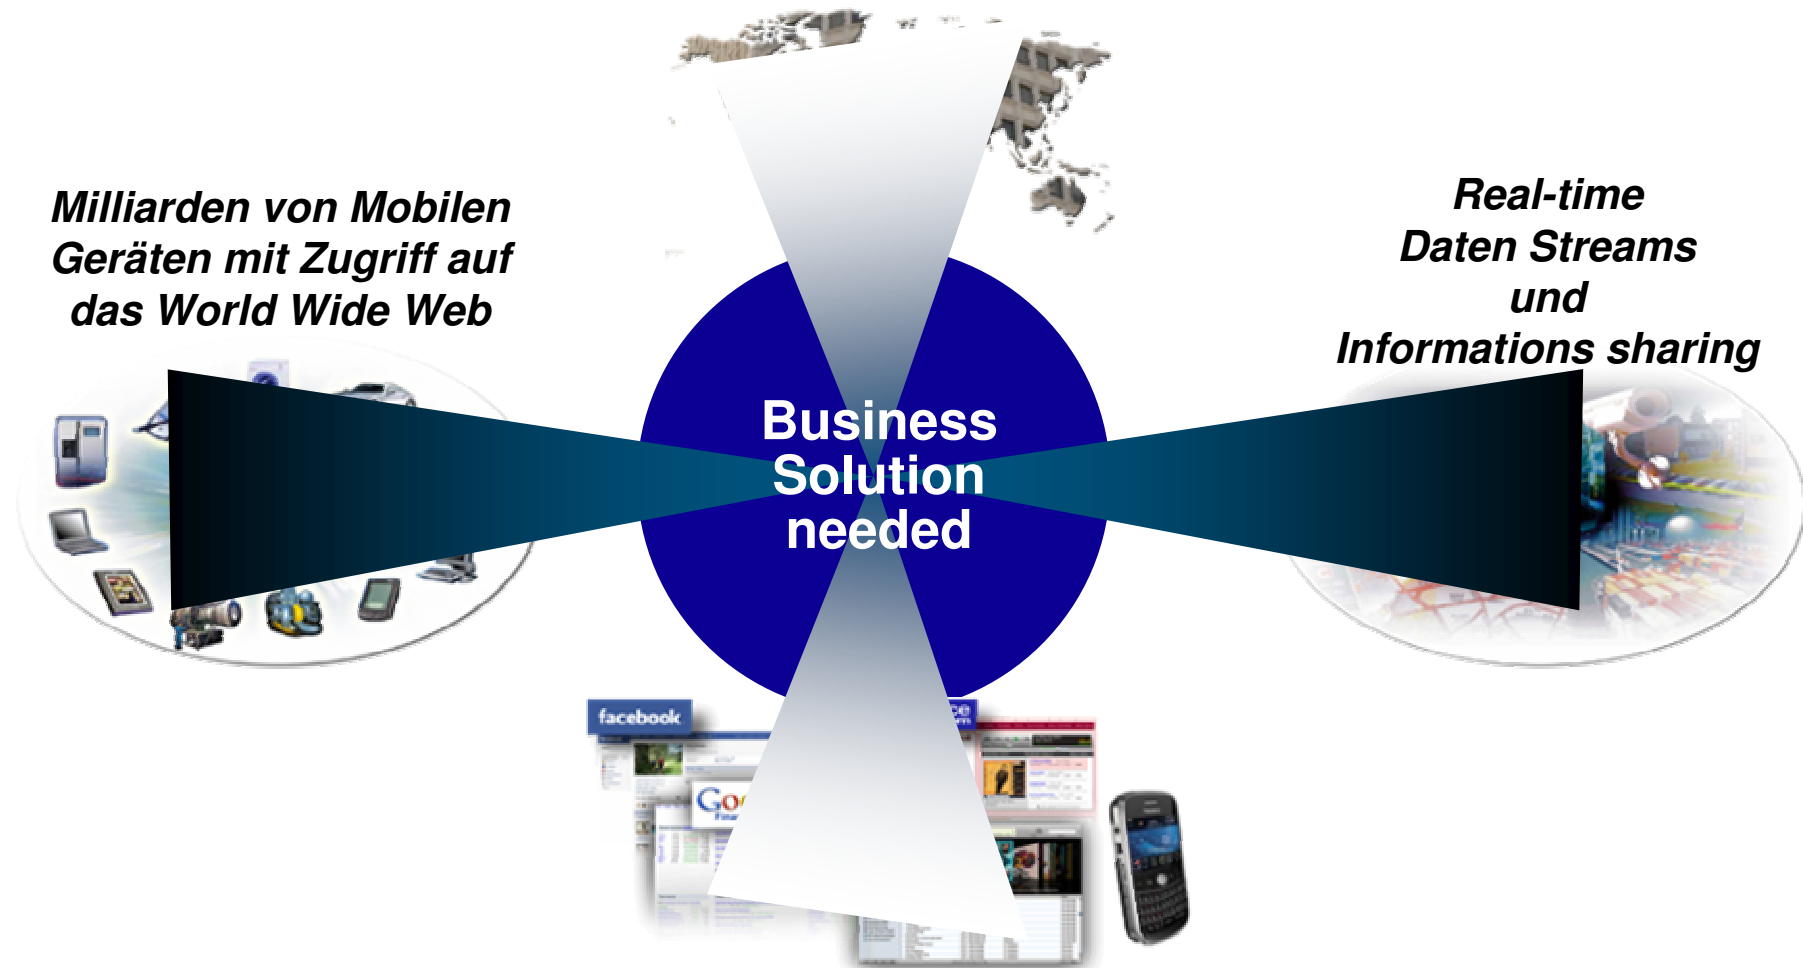 Milliarden von Mobilen
Geräten mit Zugriff auf
das World Wide Web
Real-time
Daten Streams
und
Informations sharing
Business
Solution
needed
facebook